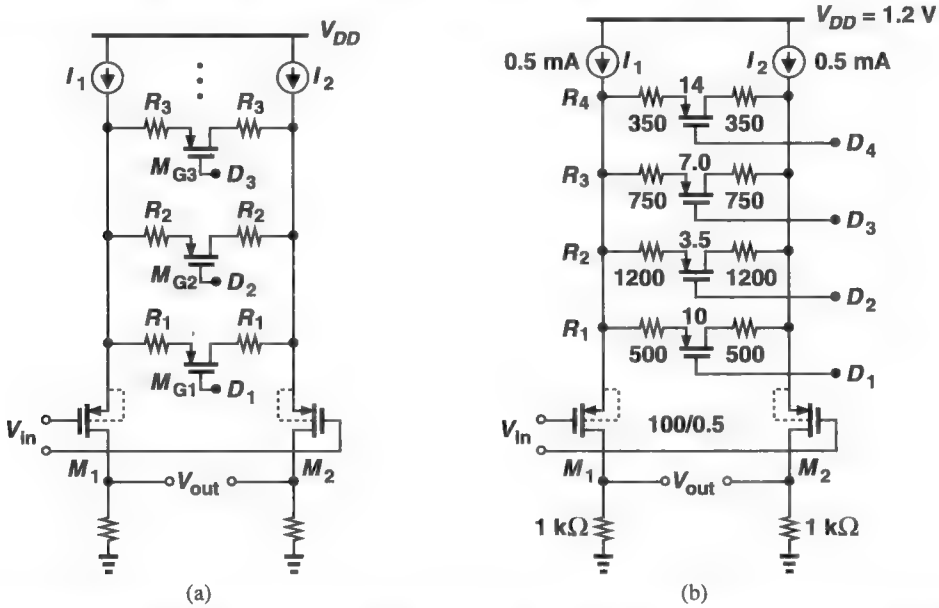 V_DD
I_1
I_2
R_3 R_3
M_G3 D_3
R_2 R_2
M_G2 D_2
R_1 R_1
M_G1 D_1
V_in
M_1 V_out M_2
(a)
V_DD = 1.2 V
0.5 mA I_1 I_2 0.5 mA
R_4 14
350 350 D_4
R_3 7.0
750 750 D_3
R_2 3.5
1200 1200 D_2
R_1 10
500 500 D_1
V_in 100/0.5
M_1 V_out M_2
1 kΩ 1 kΩ
(b)